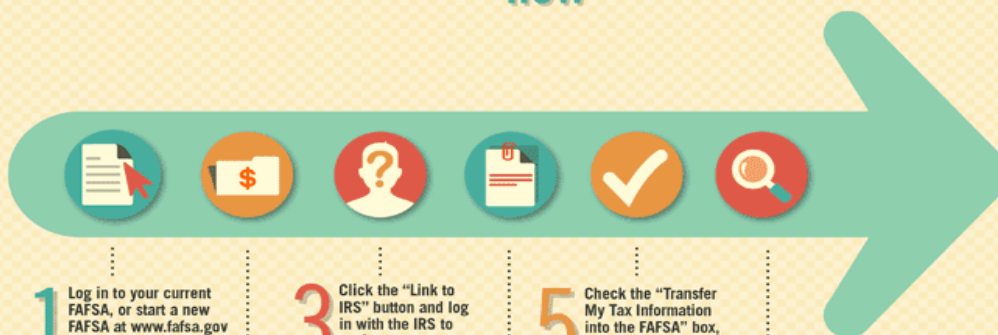 1 Log in to your current
FAFSA, or start a new
FAFSA at www.fafsa.gov
$
?
3 Click the “Link to
IRS” button and log
in with the IRS to
5 Check the “Transfer
My Tax Information
into the FAFSA” box,